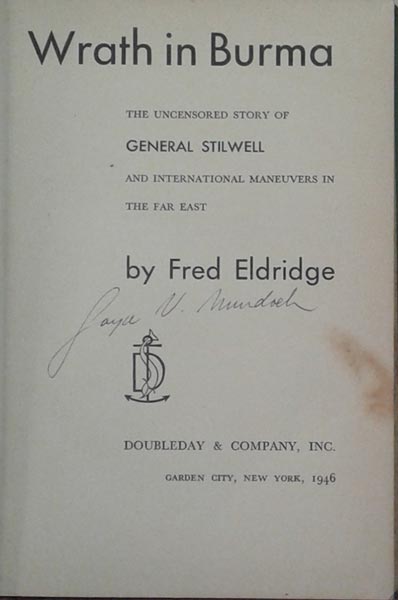 Wrath in Burma
THE UNCENSORED STORY OF
GENERAL STILWELL
AND INTERNATIONAL MANEUVERS IN
THE FAR EAST
by Fred Eldridge
V. Murdoch
D
DOUBLEDAY & COMPANY, INC.
GARDEN CITY, NEW YORK, 1946